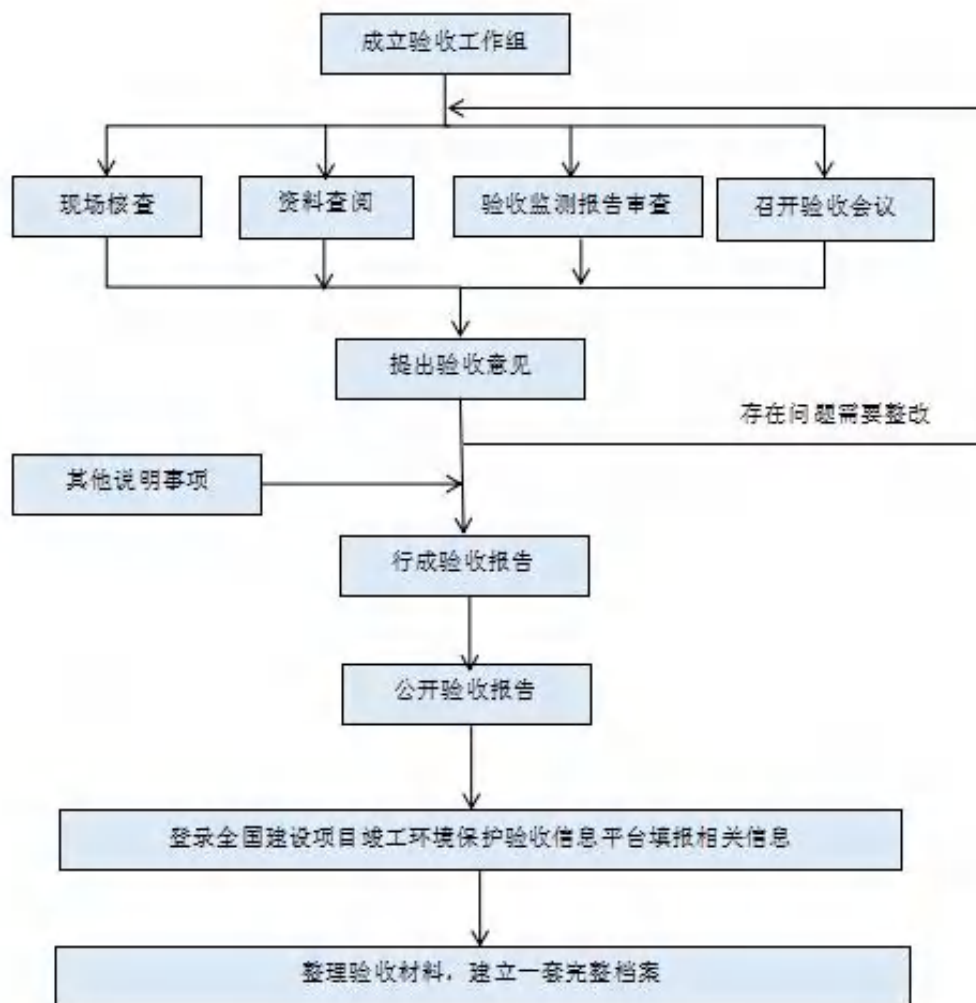 成立验收工作组
现场核查
资料查阅
验收监测报告审查
召开验收会议
提出验收意见
存在问题需要整改
其他说明事项
行成验收报告
公开验收报告
登录全国建设项目竣工环境保护验收信息平台填报相关信息
整理验收材，建立一套完整档案